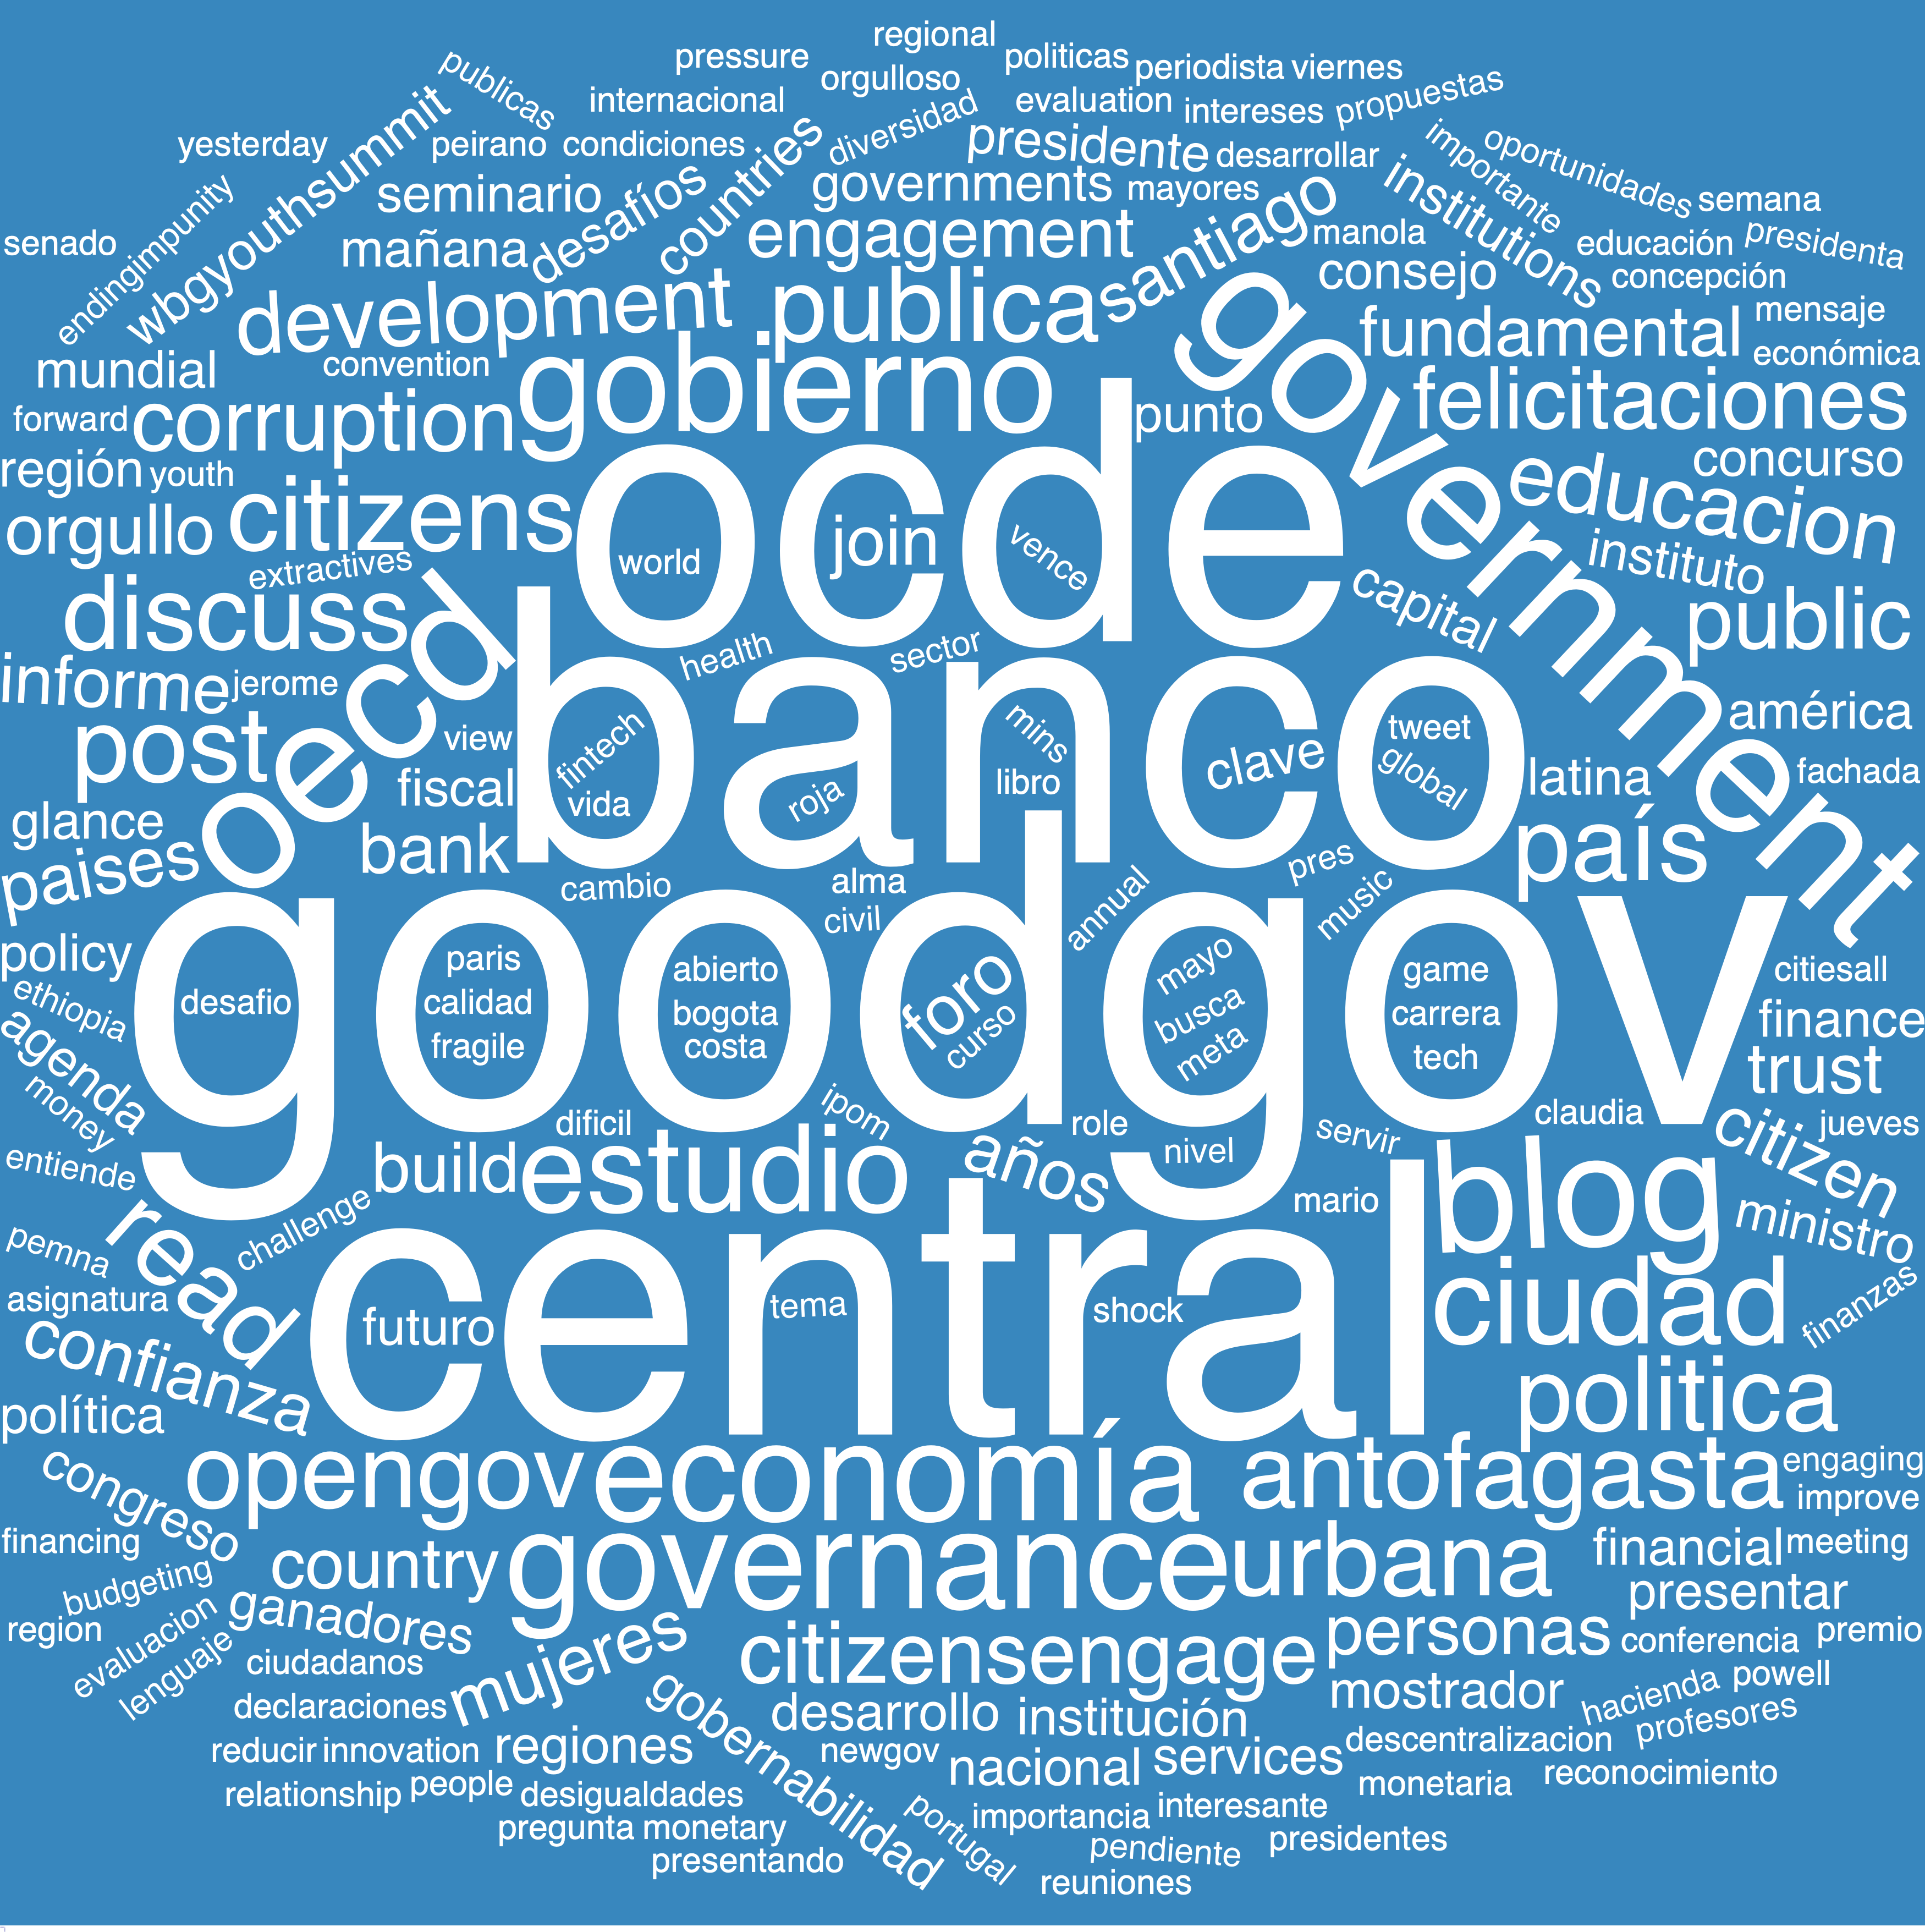 regional
pressure
politicas
periodista
viernes
publicas
orgulloso
internacional
evaluation
intereses
propuestas
yesterday
peirano
condiciones
diversidad
presidente
desarrollar
importante
oportunidades
wbgyouthsummit
seminario
desafíos
countries
governments
mayores
institutions
semana
endingimpunity
senado
mañana
engagement
santiago
manola
consejo
educación
presidenta
concepción
development
publica
government
fundamental
mensaje
económica
mundial
convention
gobierno
forward
corruption
punto
felicitaciones
región
youth
citizens
ocde
educacion
concurso
orgullo
extractives
world
join
vence
capital
instituto
discuss
oecd
health
sector
public
informe
jerome
banco
post
view
fintech
mins
tweet
américa
fiscal
vida
roja
libro
clave
global
latina
fachada
glance
paises
bank
cambio
alma
civil
annual
pres
music
país
policy
goodgov
paris
abierto
foro
mayo
game
citiesall
ethiopia
desafio
calidad
bogota
curso
busca
carrera
finance
agenda
fragile
costa
meta
tech
trust
money
dificil
ipom
role
servir
claudia
citizen
jueves
entiende
build
estudio
años
nivel
blog
read
challenge
mario
ministro
pemna
central
ciudad
asignatura
futuro
tema
shock
finanzas
confianza
política
politica
congreso
opengov
economía
antofagasta
engaging
improve
financing
country
governance
urbana
financial
meeting
budgeting
presentar
region
evaluacion
ganadores
mujeres
citizensengage
personas
conferencia
premio
lenguaje
ciudadanos
gobernabilidad
mostrador
powell
declaraciones
desarrollo
institución
hacienda
profesores
reducir
innovation
regiones
newgov
nacional
services
descentralizacion
relationship
people
desigualdades
monetaria
reconocimiento
pregunta
monetary
portugal
importancia
interesante
presentando
pendiente
presidentes
reuniones